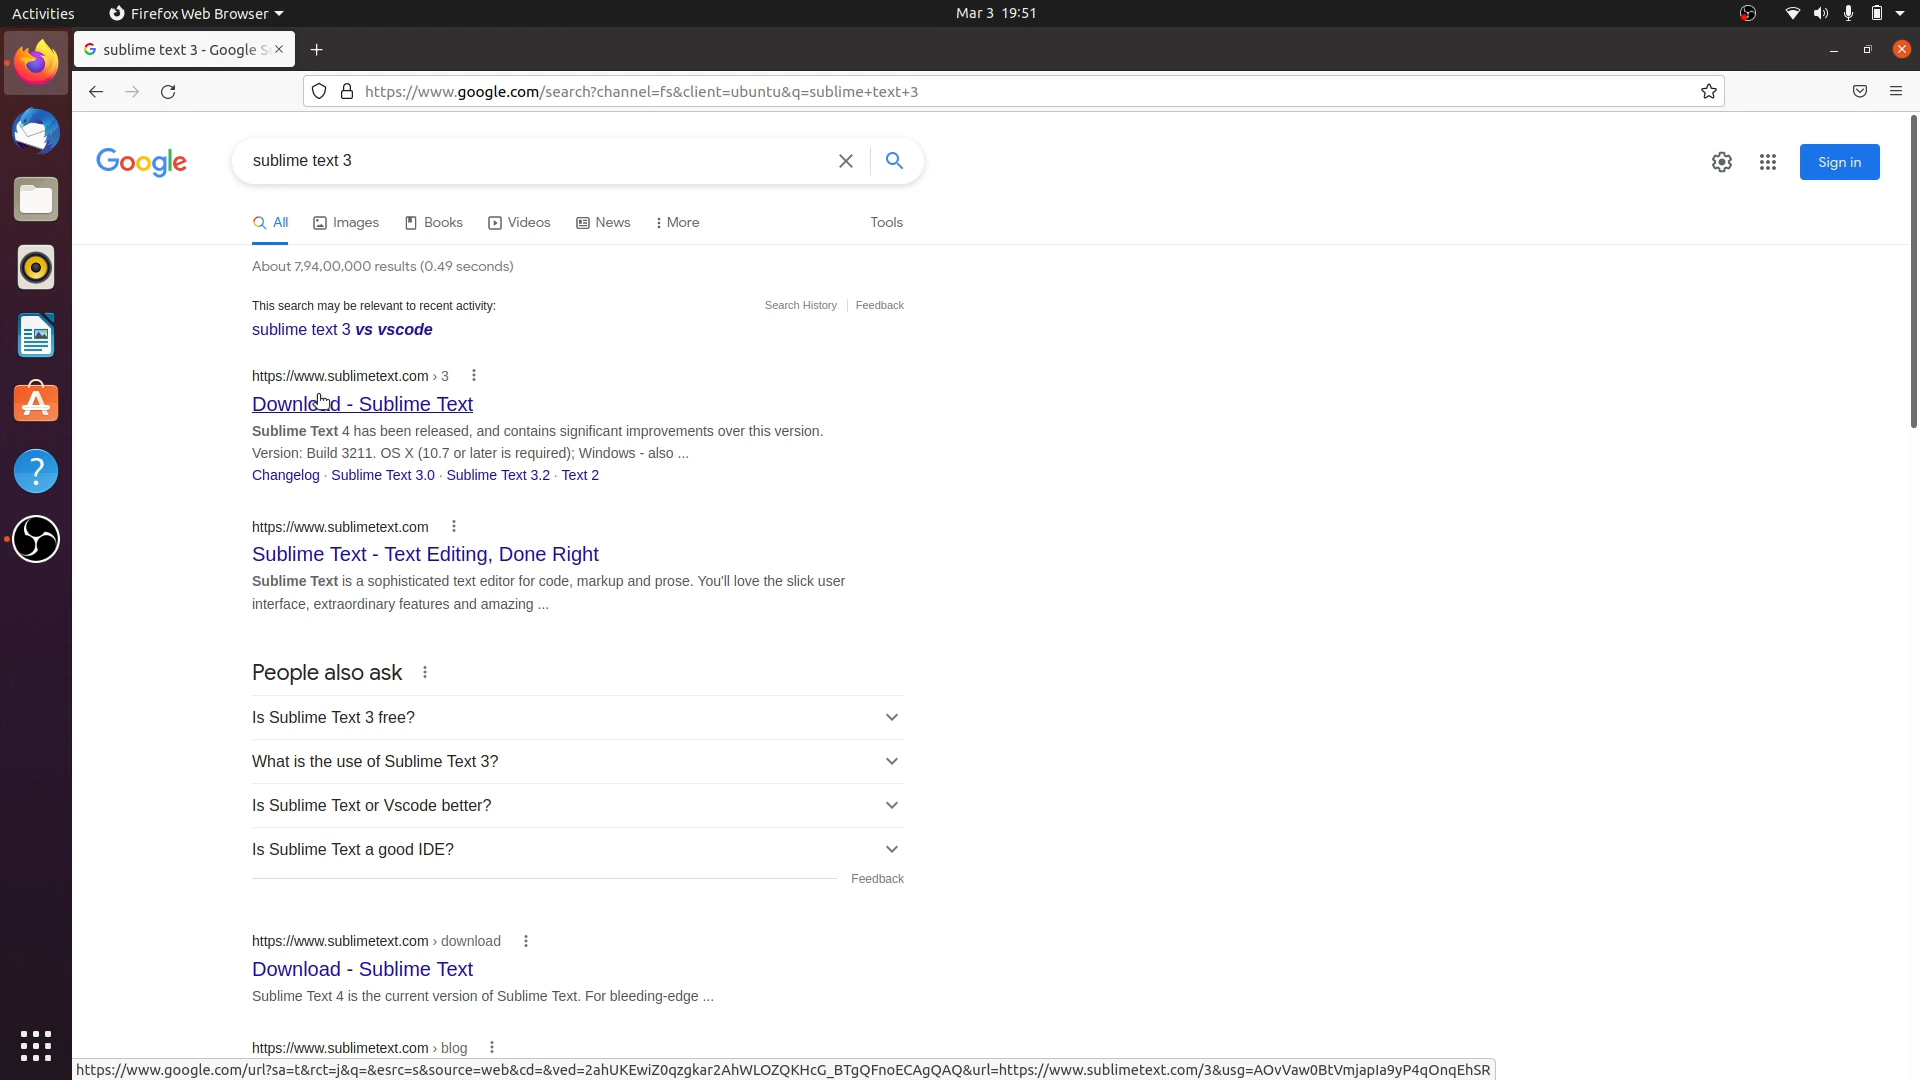 Activities
Firefox Web Browser
Mar 3 19:51
sublime text 3 - Google S
https://www.google.com/search?channel=fs&client=ubuntu&q=sublime+text+3
Google
sublime text 3
Sign in
All
Images
Books
Videos
News
More
Tools
About 7,94,00,000 results (0.49 seconds)
This search may be relevant to recent activity:
Search History
Feedback
sublime text 3 vs vscode
https://www.sublimetext.com › 3
Download - Sublime Text
Sublime Text 4 has been released, and contains significant improvements over this version.
Version: Build 3211. OS X (10.7 or later is required); Windows - also ...
Changelog · Sublime Text 3.0 · Sublime Text 3.2 · Text 2
https://www.sublimetext.com
Sublime Text - Text Editing, Done Right
Sublime Text is a sophisticated text editor for code, markup and prose. You'll love the slick user
interface, extraordinary features and amazing ...
People also ask
Is Sublime Text 3 free?
What is the use of Sublime Text 3?
Is Sublime Text or Vscode better?
Is Sublime Text a good IDE?
Feedback
https://www.sublimetext.com › download
Download - Sublime Text
Sublime Text 4 is the current version of Sublime Text. For bleeding-edge ...
https://www.sublimetext.com › blog
https://www.google.com/url?sa=t&rct=j&q=&esrc=s&source=web&cd=&ved=2ahUKEwiZ0qzgkar2AhWLOZQKHcG_BTgQFnoECAgQAQ&url=https://www.sublimetext.com/3&usg=AOvVaw0BtVmjapIa9yP4qOnqEhSR